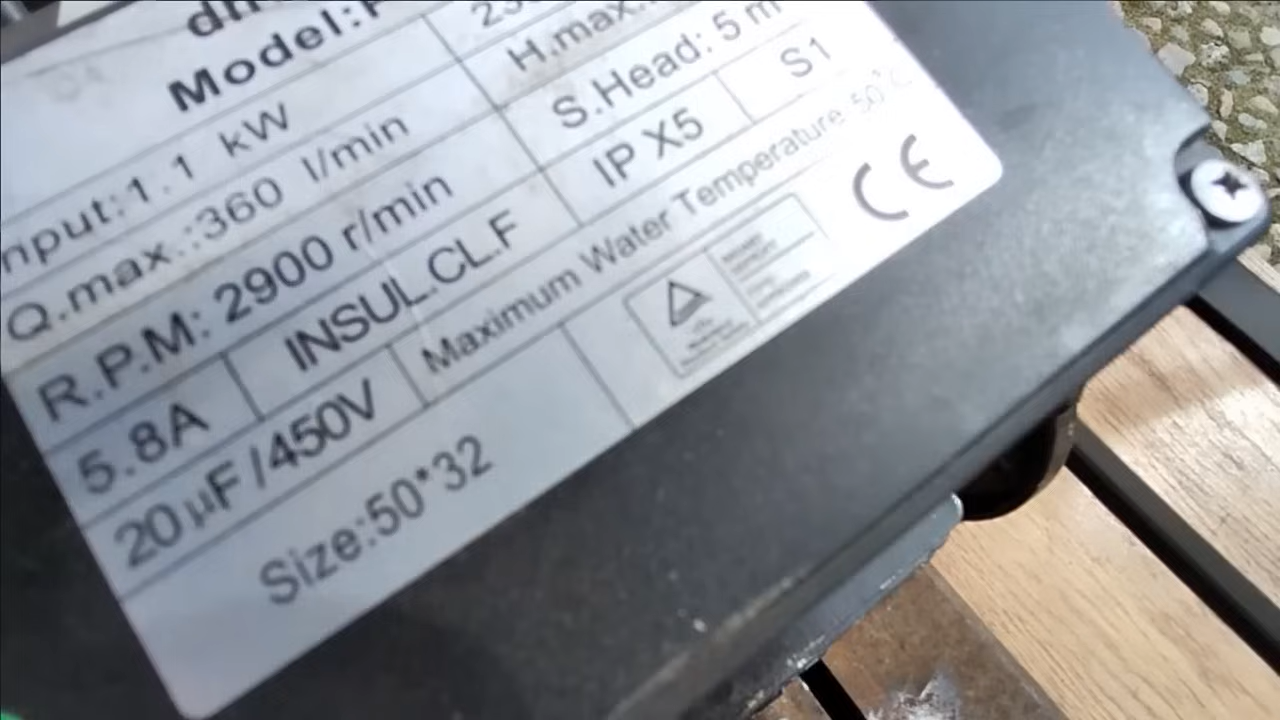 Model:
Input:1.1 kW
H.max.:
Q.max.:360 l/min
S.Head: 5 m
R.P.M: 2900 r/min
IP X5
S1
5.8A
INSUL.CL.F
Maximum Water Temperature 50°C
20µF/450V
CE
Size:50*32